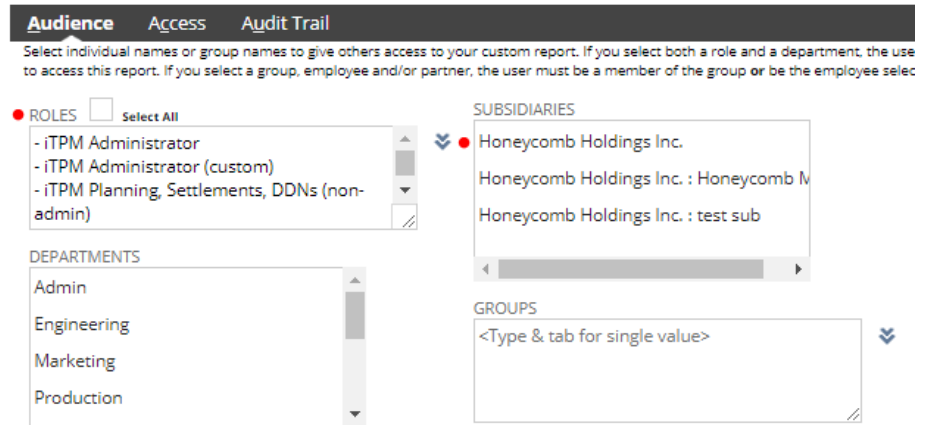 Audience Access Audit Trail
Select individual names or group names to give others access to your custom report. If you select both a role and a department, the use
to access this report. If you select a group, employee and/or partner, the user must be a member of the group or be the employee selec
ROLES Select All
- iTPM Administrator
- iTPM Administrator (custom)
- iTPM Planning, Settlements, DDNs (non-
admin)
DEPARTMENTS
Admin
Engineering
Marketing
Production
SUBSIDIARIES
Honeycomb Holdings Inc.
Honeycomb Holdings Inc. : Honeycomb M
Honeycomb Holdings Inc. : test sub
GROUPS
<Type & tab for single value>